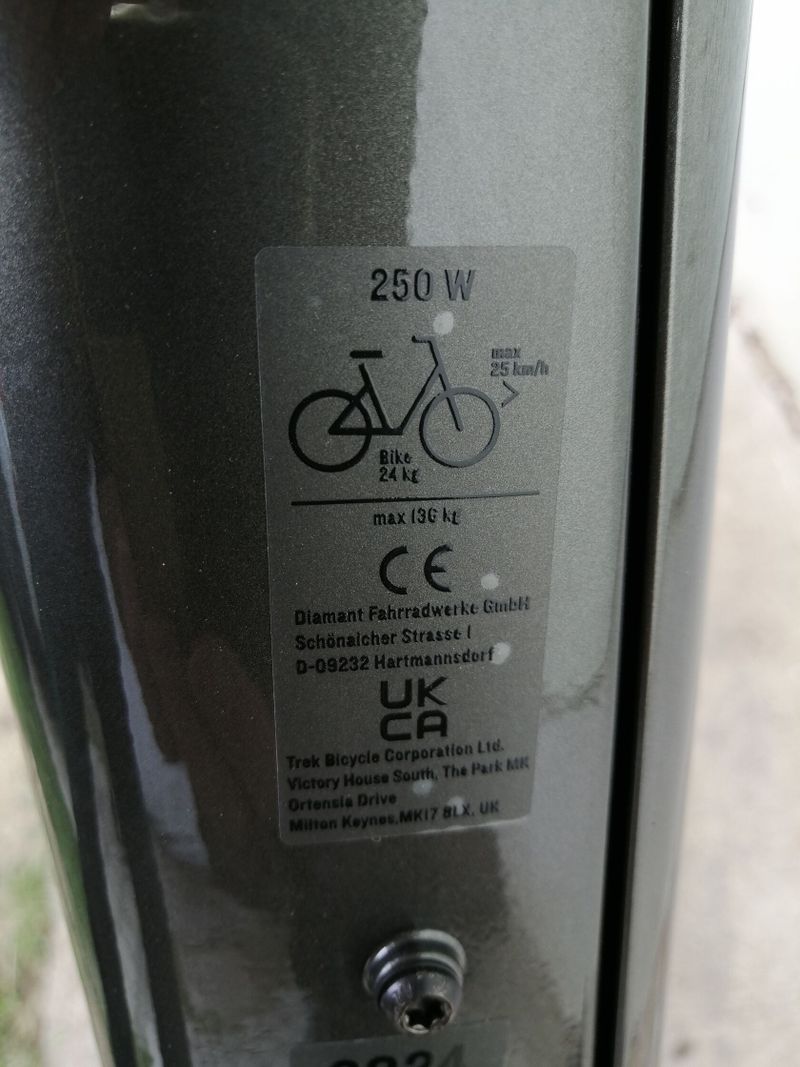 250 W
max
25 km/h
Bike
24 kg
max 136 kg
CE
Diamant Fahrradwerke GmbH
Schönaicher Strasse 1
D-09232 Hartmannsdorf
UK
CA
Trek Bicycle Corporation Ltd.
Victory House South, The Park MK
Ortensia Drive
Milton Keynes,MK17 8LX, UK